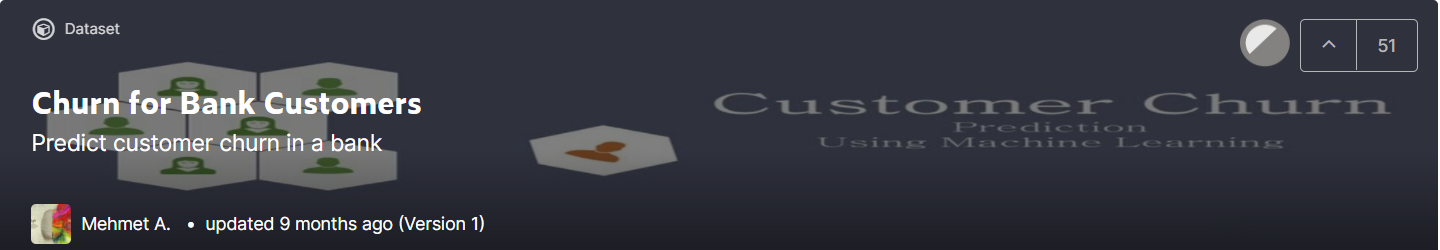 Dataset
51
Churn for Bank Customers
Predict customer churn in a bank
Customer Churn
Prediction
Using Machine Learning
Mehmet A. • updated 9 months ago (Version 1)